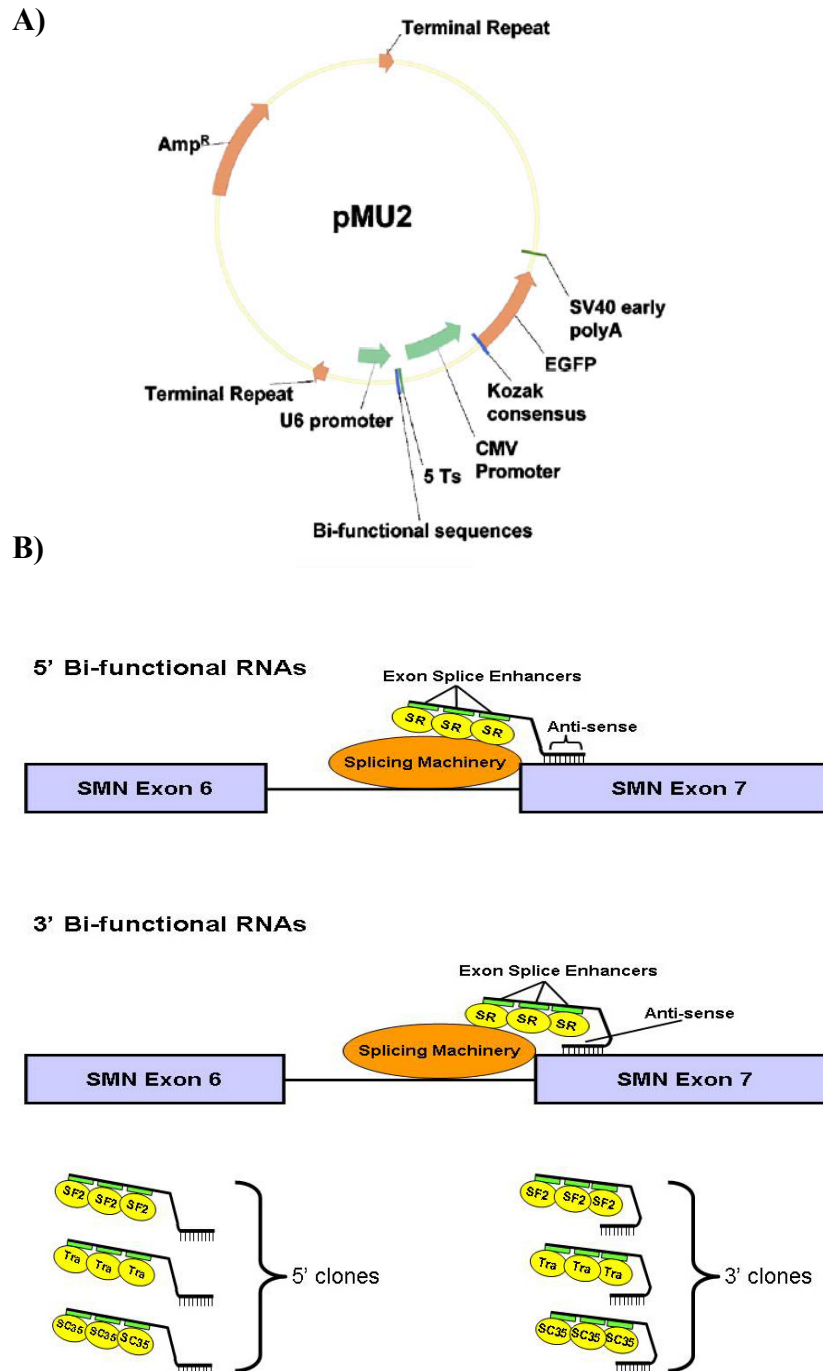 A)
Terminal Repeat
Amp^R
pMU2
SV40 early
polyA
EGFP
Kozak
consensus
CMV
Promoter
5 Ts
U6 promoter
Terminal Repeat
Bi-functional sequences
B)
5' Bi-functional RNAs
Exon Splice Enhancers
SR SR SR
Anti-sense
Splicing Machinery
SMN Exon 6
SMN Exon 7
3' Bi-functional RNAs
Exon Splice Enhancers
SR SR SR
Anti-sense
Splicing Machinery
SMN Exon 6
SMN Exon 7
SF2 SF2 SF2
Tra Tra Tra
SC35 SC35 SC35
5' clones
SF2 SF2 SF2
Tra Tra Tra
SC35 SC35 SC35
3' clones